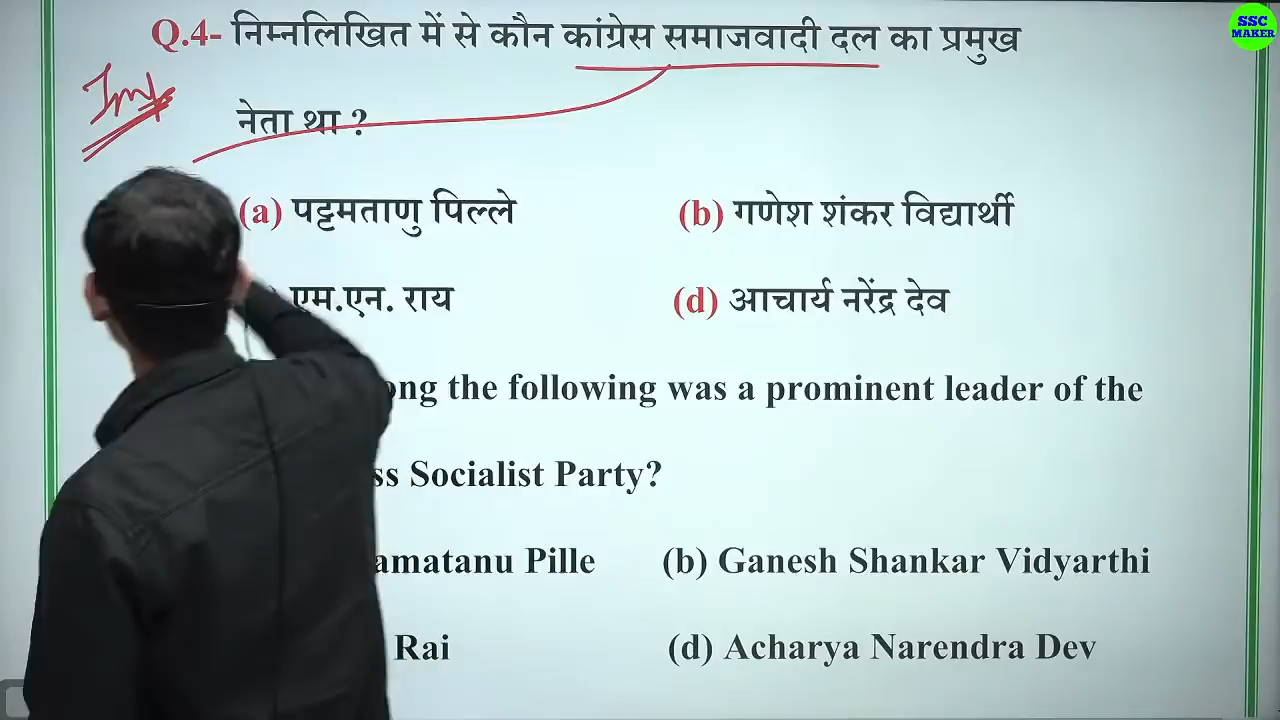 SSC
MAKER
Q.4- निम्नलिखित में से कौन कांग्रेस समाजवादी दल का प्रमुख
Imp
नेता था ?
(a) पट्टमताणु पिल्ले (b) गणेश शंकर विद्यार्थी
एम.एन. राय (d) आचार्य नरेंद्र देव
ong the following was a prominent leader of the
ss Socialist Party?
amatanu Pille (b) Ganesh Shankar Vidyarthi
Rai (d) Acharya Narendra Dev